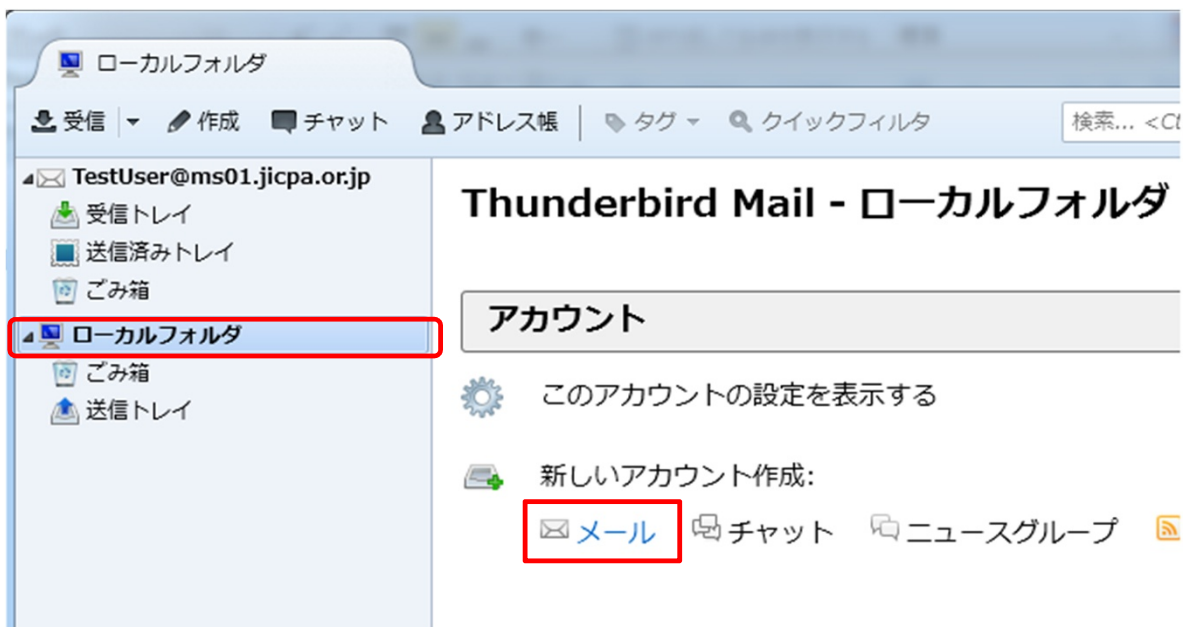 ローカルフォルダ
受信 作成 チャット アドレス帳 タグ クイックフィルタ 検索... <Ct
TestUser@ms01.jicpa.or.jp
受信トレイ
送信済みトレイ
ごみ箱
ローカルフォルダ
ごみ箱
送信トレイ
Thunderbird Mail - ローカルフォルダ
アカウント
このアカウントの設定を表示する
新しいアカウント作成:
メール チャット ニュースグループ